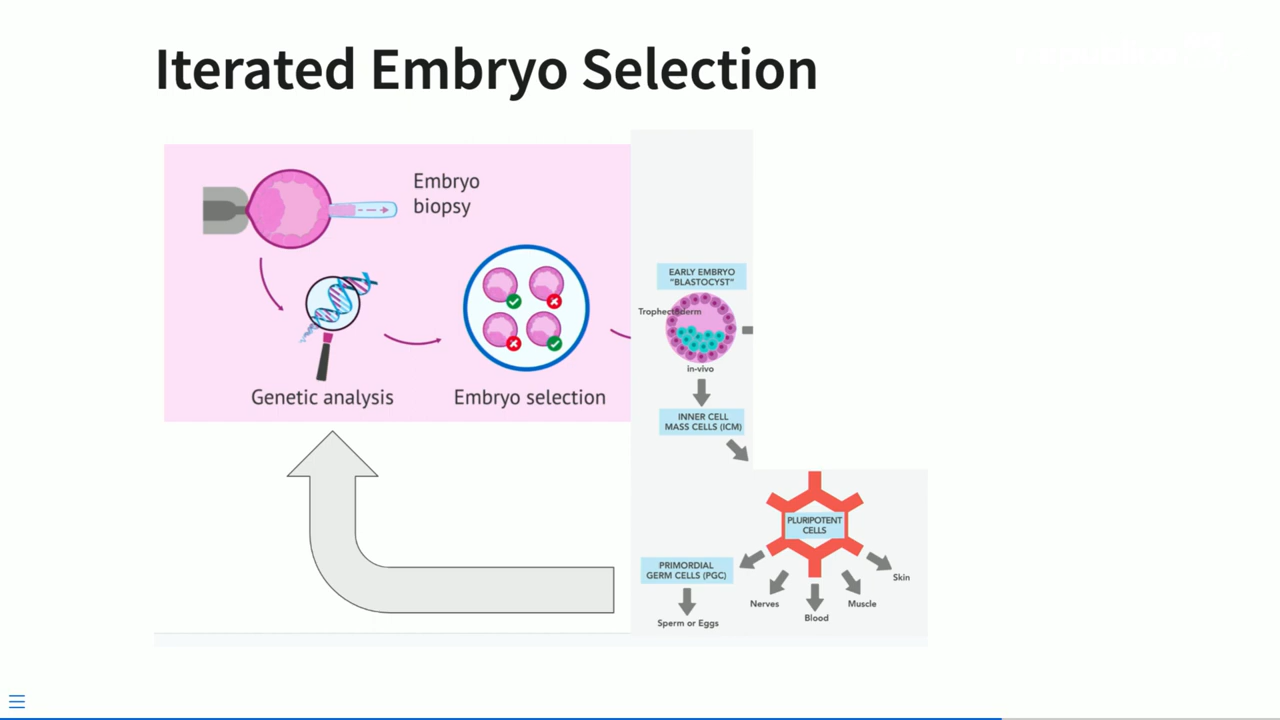 Iterated Embryo Selection
Embryo
biopsy
Genetic analysis
Embryo selection
EARLY EMBRYO
"BLASTOCYST"
Trophectoderm
in-vivo
INNER CELL
MASS CELLS (ICM)
PLURIPOTENT
CELLS
PRIMORDIAL
GERM CELLS (PGC)
Sperm or Eggs
Nerves
Blood
Muscle
Skin